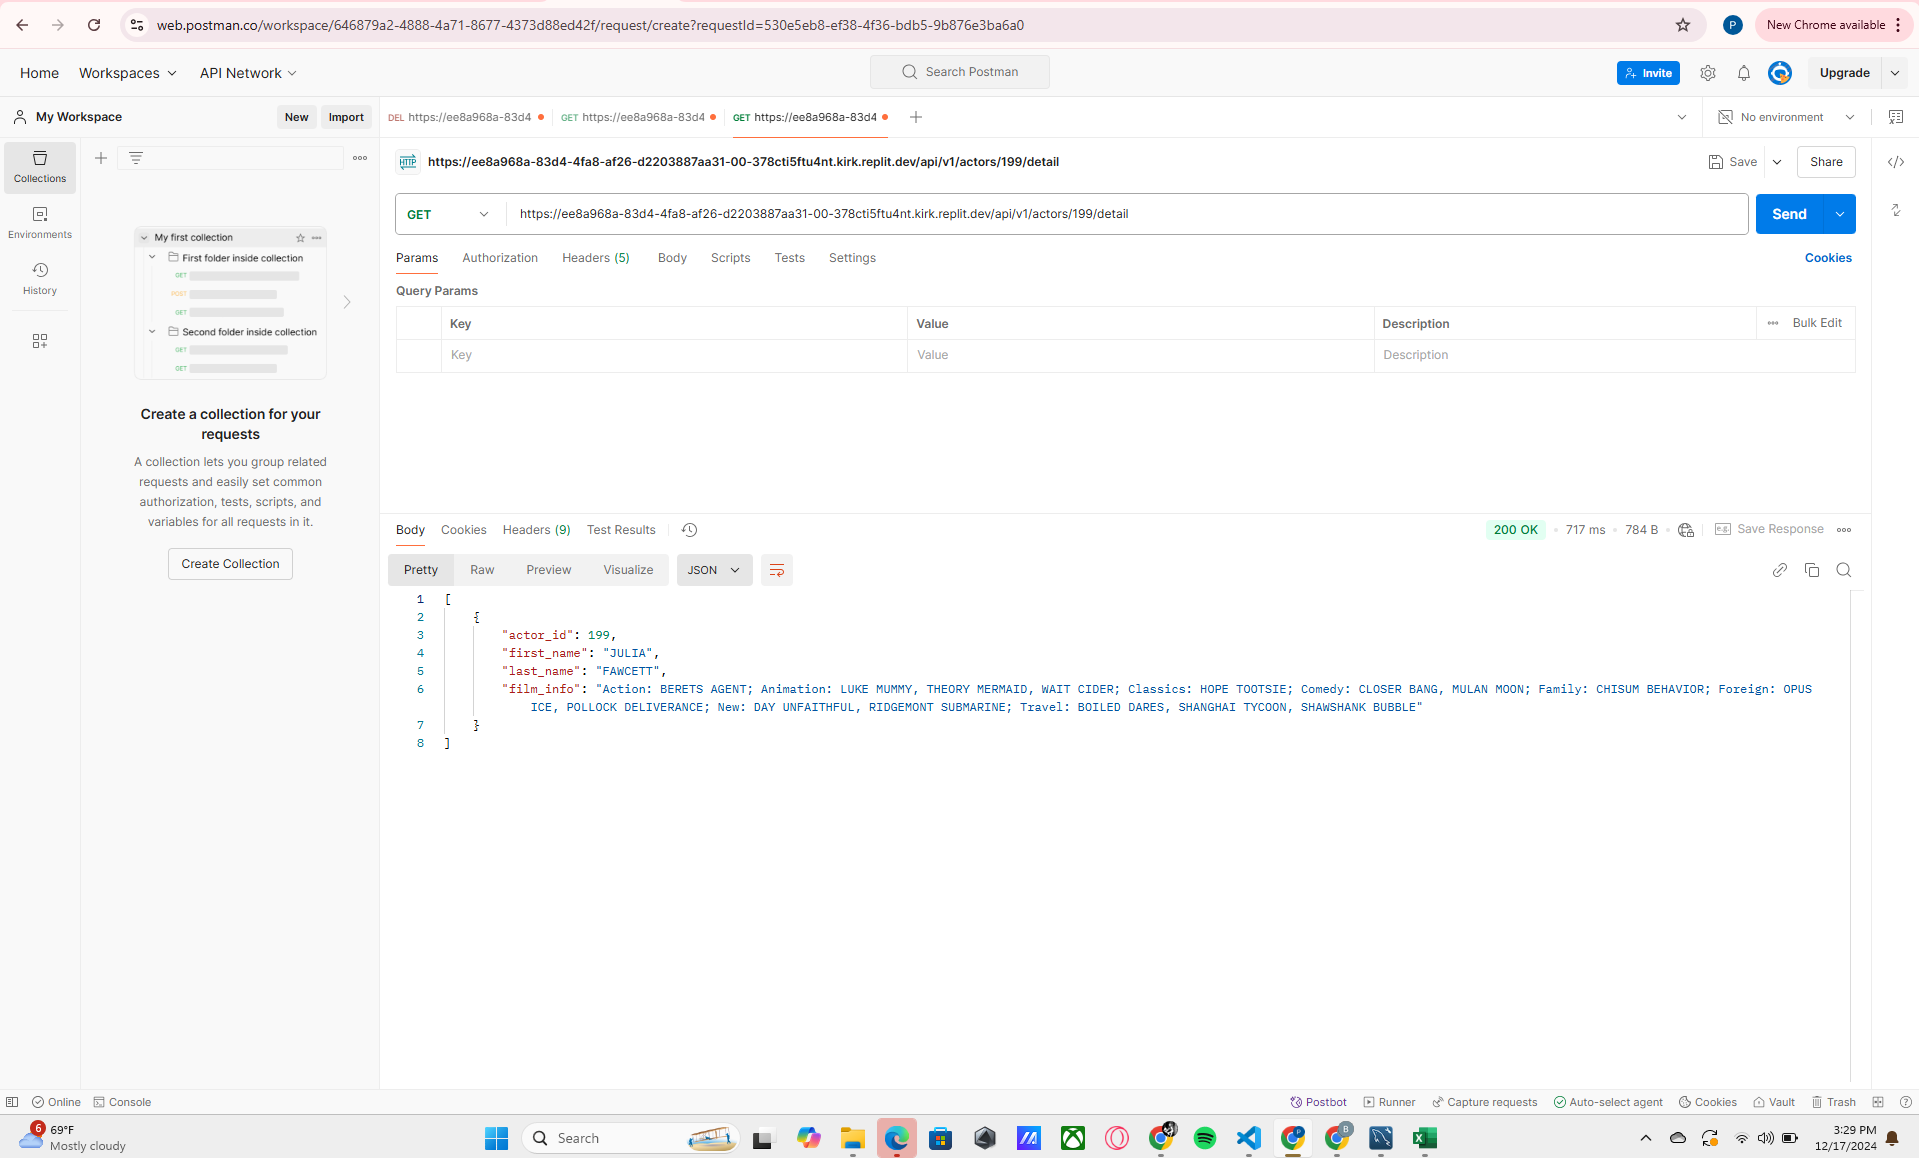 web.postman.co/workspace/646879a2-4888-4a71-8677-4373d88ed42f/request/create?requestId=530e5eb8-ef38-4f36-bdb5-9b876e3ba6a0
P
New Chrome available
Home
Workspaces
API Network
Search Postman
Invite
Upgrade
My Workspace
New
Import
DEL https://ee8a968a-83d4
GET https://ee8a968a-83d4
GET https://ee8a968a-83d4
No environment
Collections
Environments
History
My first collection
First folder inside collection
GET
POST
GET
Second folder inside collection
GET
GET
Create a collection for your
requests
A collection lets you group related
requests and easily set common
authorization, tests, scripts, and
variables for all requests in it.
Create Collection
HTTP
https://ee8a968a-83d4-4fa8-af26-d2203887aa31-00-378cti5ftu4nt.kirk.replit.dev/api/v1/actors/199/detail
Save
Share
GET
https://ee8a968a-83d4-4fa8-af26-d2203887aa31-00-378cti5ftu4nt.kirk.replit.dev/api/v1/actors/199/detail
Send
Params
Authorization
Headers (5)
Body
Scripts
Tests
Settings
Cookies
Query Params
Key
Value
Description
Bulk Edit
Key
Value
Description
Body
Cookies
Headers (9)
Test Results
200 OK
717 ms
784 B
e.g.
Save Response
Pretty
Raw
Preview
Visualize
JSON
1 [
2 {
3 "actor_id": 199,
4 "first_name": "JULIA",
5 "last_name": "FAWCETT",
6 "film_info": "Action: BERETS AGENT; Animation: LUKE MUMMY, THEORY MERMAID, WAIT CIDER; Classics: HOPE TOOTSIE; Comedy: CLOSER BANG, MULAN MOON; Family: CHISUM BEHAVIOR; Foreign: OPUS
ICE, POLLOCK DELIVERANCE; New: DAY UNFAITHFUL, RIDGEMONT SUBMARINE; Travel: BOILED DARES, SHANGHAI TYCOON, SHAWSHANK BUBBLE"
7 }
8 ]
Online
Console
Postbot
Runner
Capture requests
Auto-select agent
Cookies
Vault
Trash
6
69°F
Mostly cloudy
Search
P
B
3:29 PM
12/17/2024